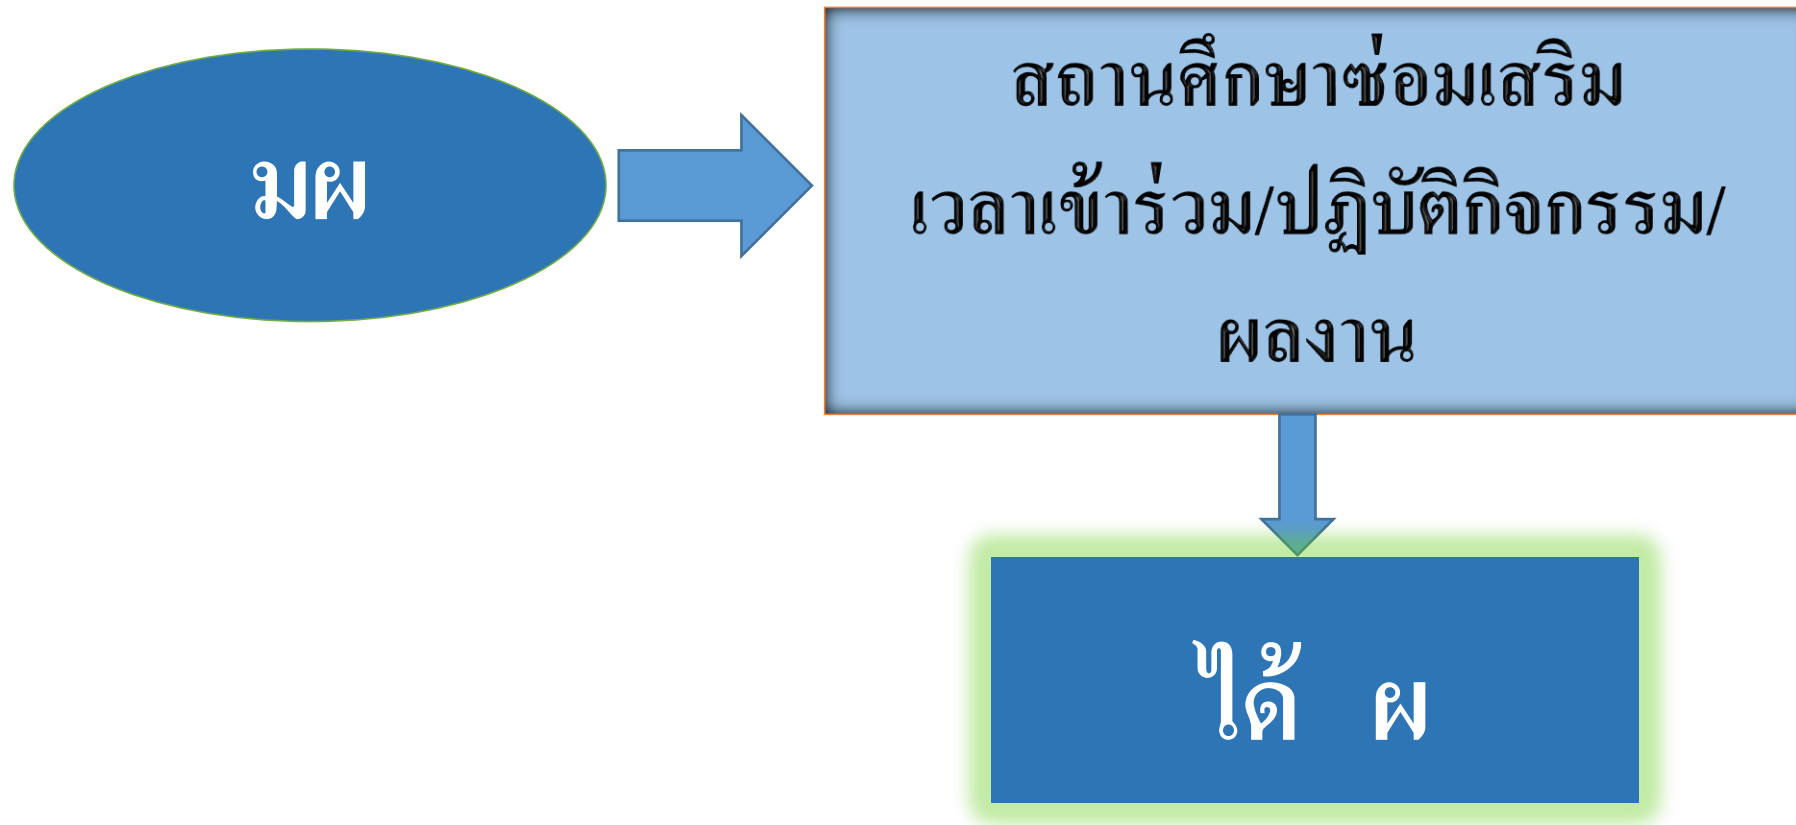 มผ
สถานศึกษาซ่อมเสริม
เวลาเข้าร่วม/ปฏิบัติกิจกรรม/
ผลงาน
ได้ ผ